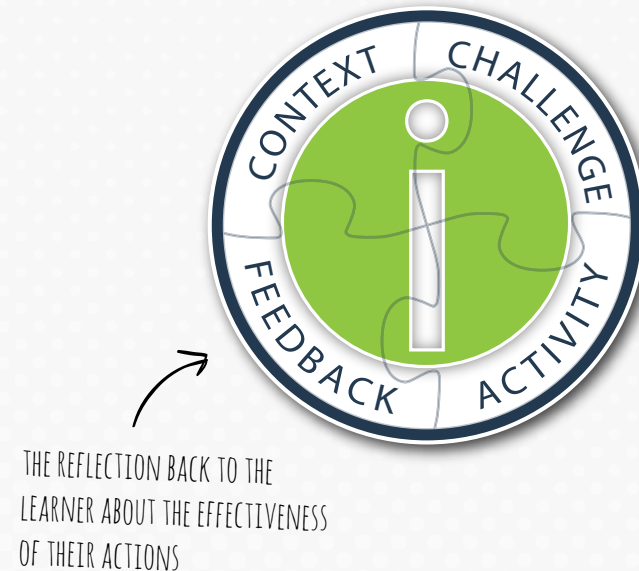 CONTEXT
CHALLENGE
i
FEEDBACK
ACTIVITY
THE REFLECTION BACK TO THE
LEARNER ABOUT THE EFFECTIVENESS
OF THEIR ACTIONS